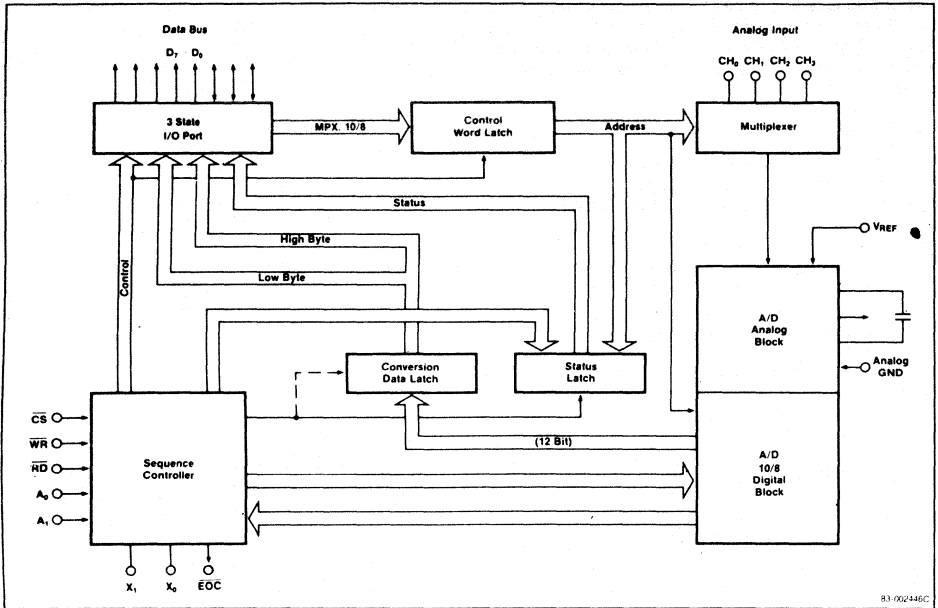 Data Bus
Analog Input
D7 D0
CH0 CH1 CH2 CH3
3 State
I/O Port
MPX. 10/8
Control
Word Latch
Address
Multiplexer
Status
High Byte
Low Byte
Control
VREF
A/D
Analog
Block
Analog
GND
Conversion
Data Latch
Status
Latch
(12 Bit)
A/D
10/8
Digital
Block
Sequence
Controller
CS
WR
RD
A0
A1
X1 X0 EOC
83-002446C